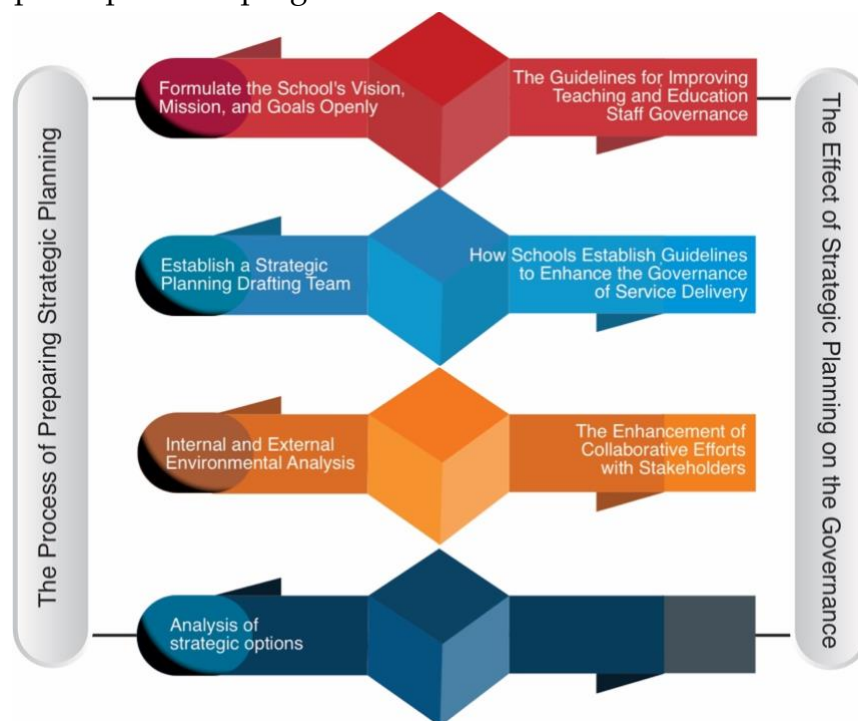 The Process of Preparing Strategic Planning
Formulate the School's Vision,
Mission, and Goals Openly
The Guidelines for Improving
Teaching and Education
Staff Governance
Establish a Strategic
Planning Drafting Team
How Schools Establish Guidelines
to Enhance the Governance
of Service Delivery
Internal and External
Environmental Analysis
The Enhancement of
Collaborative Efforts
with Stakeholders
Analysis of
strategic options
The Effect of Strategic Planning on the Governance